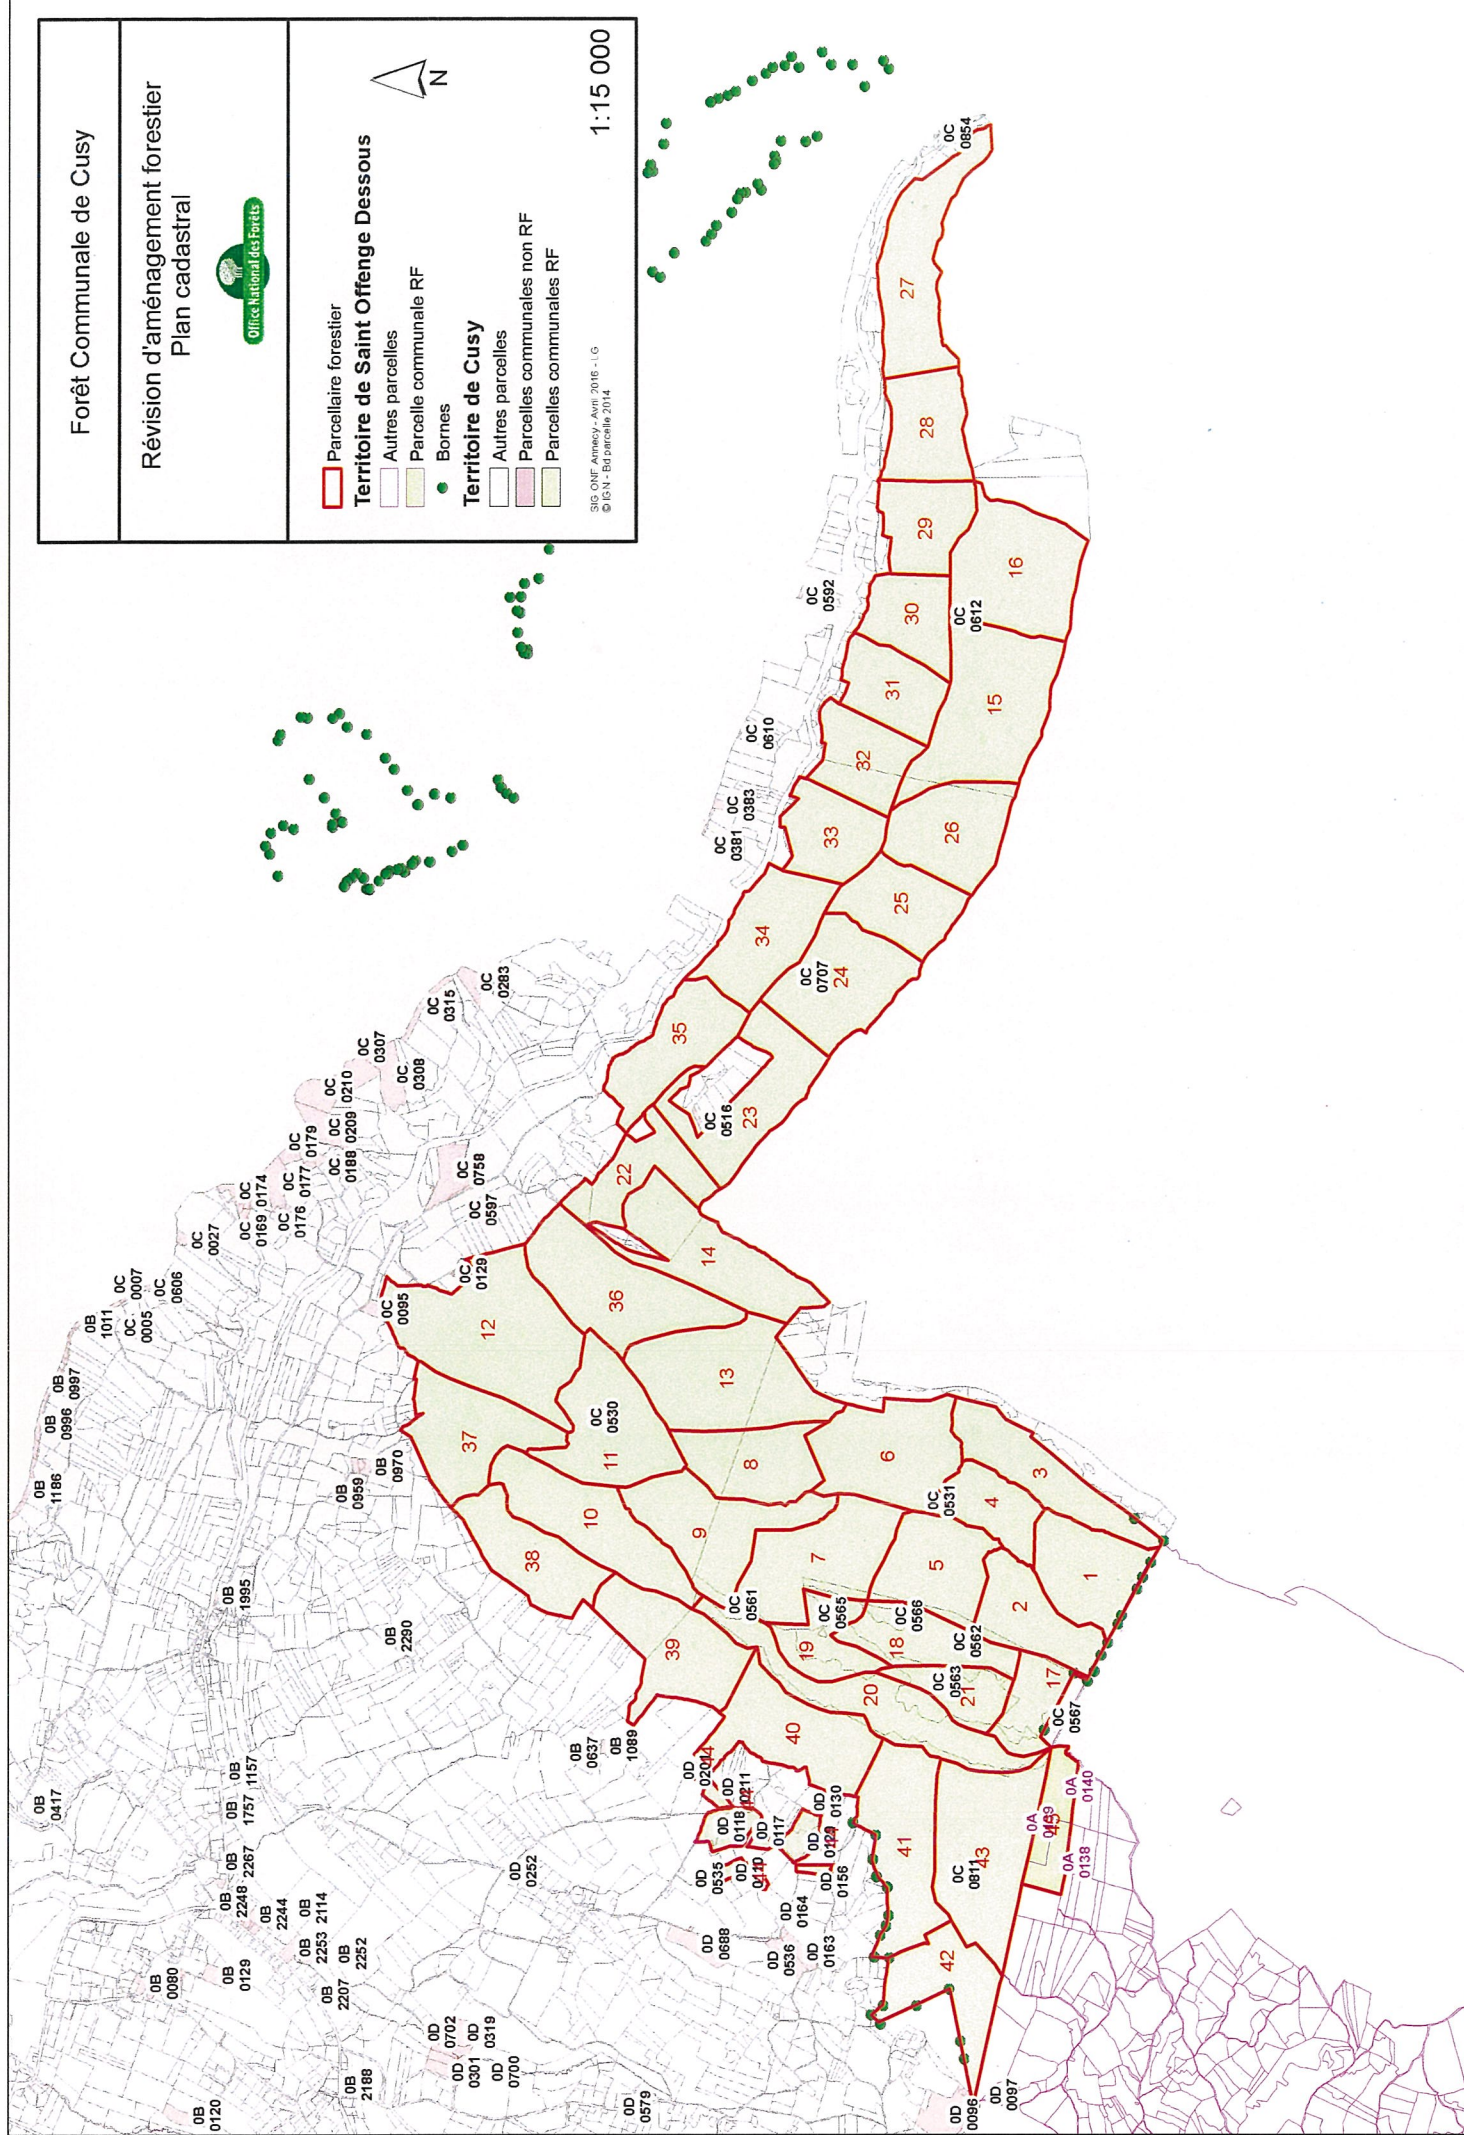 Forêt Communale de Cusy
Révision d'aménagement forestier
Plan cadastral
Office National des Forêts
Parcellaire forestier
Territoire de Saint Offenge Dessous
Autres parcelles
Parcelle communale RF
Bornes
Territoire de Cusy
Autres parcelles
Parcelles communales non RF
Parcelles communales RF
N
1:15 000
SIG ONF Annecy - Avril 2016 - LG
© IGN - Bd parcelle 2014
0B
0417
0B
1186
0B
0996
0B
0997
0B
1011
0C
0005
0C
0007
0C
0606
0C
0027
0C
0169
0C
0174
0C
0176
0C
0177
0C
0179
0C
0188
0C
0209
0C
0210
0C
0307
0C
0308
0C
0315
0C
0283
0C
0758
0C
0597
0C
0129
0C
0095
0B
0970
0B
0959
0B
1995
0B
2290
0B
1157
0B
1757
0B
2267
0B
2248
0B
2244
0B
2114
0B
2253
0B
2252
0B
2207
0B
0129
0B
0080
0B
0120
0B
2188
0D
0702
0D
0319
0D
0301
0D
0700
0D
0579
0D
0252
0B
0637
0B
1089
0D
0201
0D
0211
0D
0118
0D
0117
0D
0110
0D
0535
0D
0130
0D
0129
0D
0156
0D
0164
0D
0163
0D
0536
0D
0688
0D
0096
0D
0097
0C
0811
0A
0139
0A
0140
0A
0138
0C
0567
0C
0563
0C
0562
0C
0566
0C
0565
0C
0561
0C
0531
0C
0530
0C
0516
0C
0707
0C
0381
0C
0383
0C
0610
0C
0592
0C
0612
0C
0854
1
2
3
4
5
6
7
8
9
10
11
12
13
14
15
16
17
18
19
20
21
22
23
24
25
26
27
28
29
30
31
32
33
34
35
36
37
38
39
40
41
42
43
45